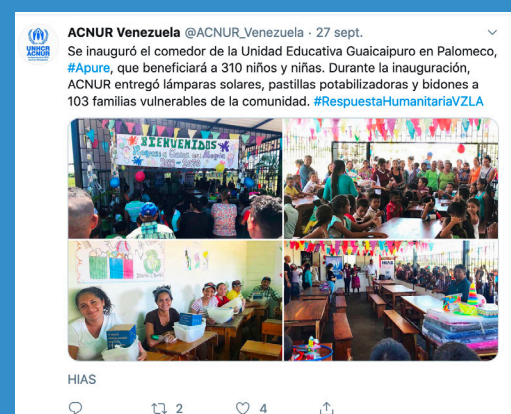 ACNUR Venezuela @ACNUR_Venezuela · 27 sept.
UNHCR
ACNUR
Se inauguró el comedor de la Unidad Educativa Guaicaipuro en Palomeco,
#Apure, que beneficiará a 310 niños y niñas. Durante la inauguración,
ACNUR entregó lámparas solares, pastillas potabilizadoras y bidones a
103 familias vulnerables de la comunidad. #RespuestaHumanitariaVZLA
BIENVENIDOS
HIAS
2
4